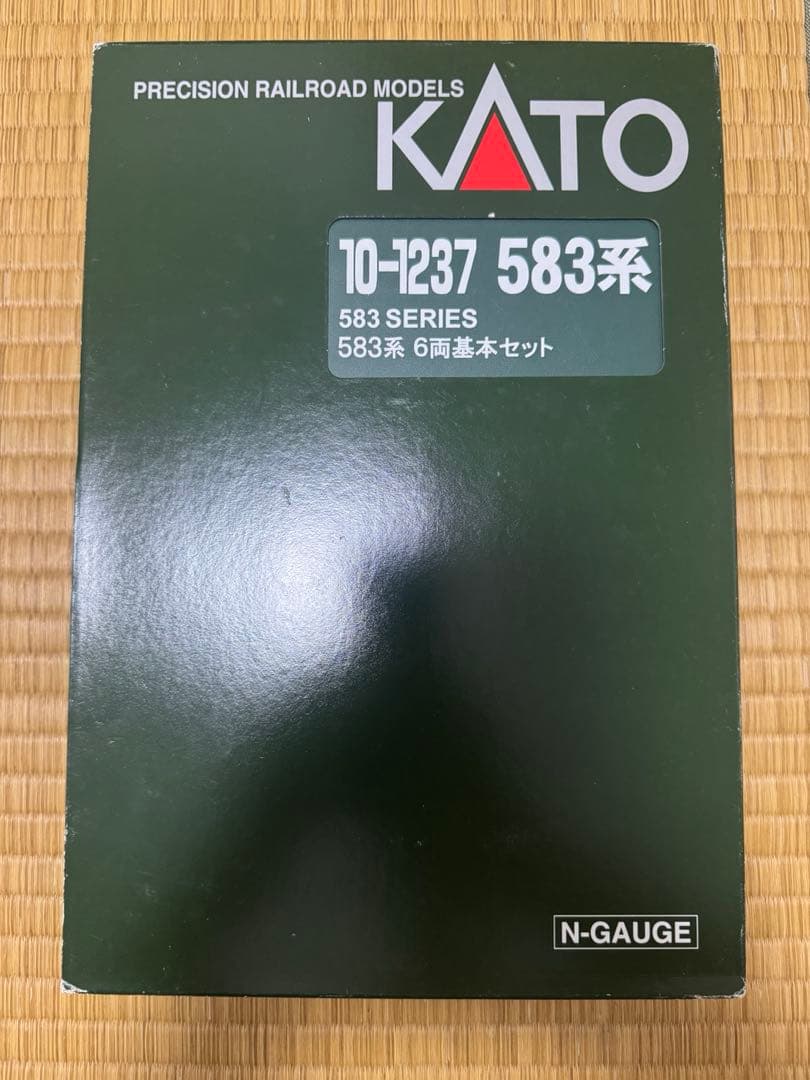 PRECISION RAILROAD MODELS
KATO
10-1237 583系
583 SERIES
583系 6両基本セット
N-GAUGE